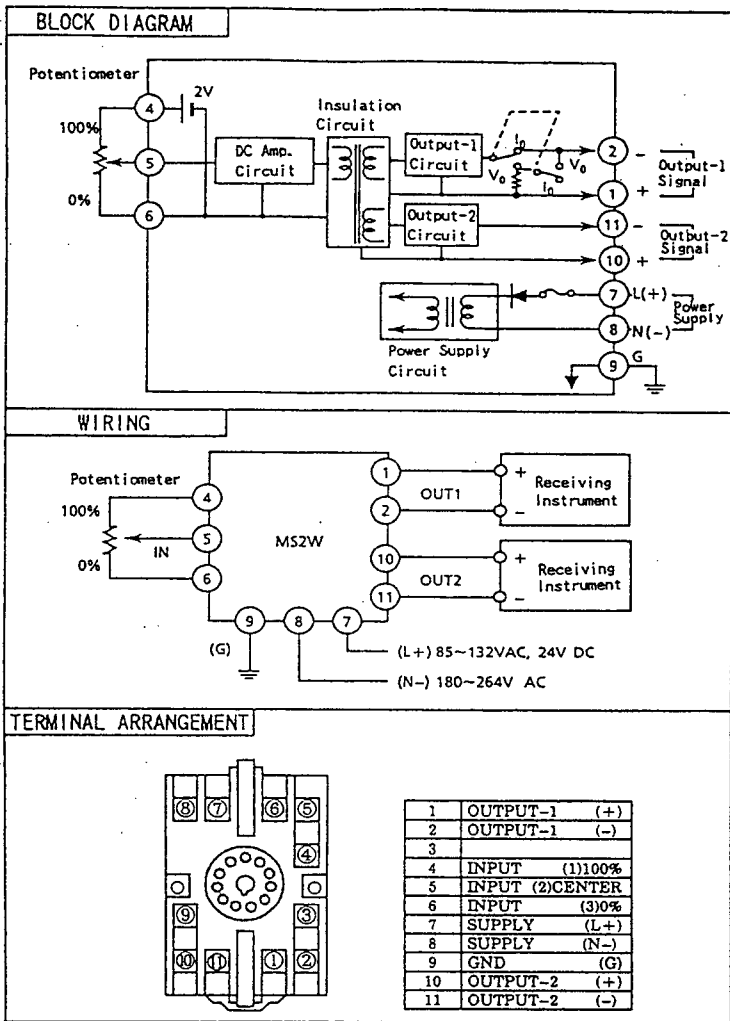 BLOCK DIAGRAM
Potentiometer
4
2V
100%
5
0%
6
DC Amp.
Circuit
Insulation
Circuit
Output-1
Circuit
I0
V0
V0
I0
Output-2
Circuit
2
-
1
+
Output-1
Signal
11
-
10
+
Output-2
Signal
7
L(+)
8
N(-)
Power
Supply
9
G
Power Supply
Circuit
WIRING
Potentiometer
100%
4
IN
5
0%
6
MS2W
1
2
OUT1
+
-
Receiving
Instrument
10
11
OUT2
+
-
Receiving
Instrument
9
8
7
(G)
(L+) 85~132VAC, 24V DC
(N-) 180~264V AC
TERMINAL ARRANGEMENT
⑧ ⑦ ⑥ ⑤
④
⑨ ③
⑩ ⑪ ① ②
1 OUTPUT-1 (+)
2 OUTPUT-1 (-)
3
4 INPUT (1)100%
5 INPUT (2)CENTER
6 INPUT (3)0%
7 SUPPLY (L+)
8 SUPPLY (N-)
9 GND (G)
10 OUTPUT-2 (+)
11 OUTPUT-2 (-)